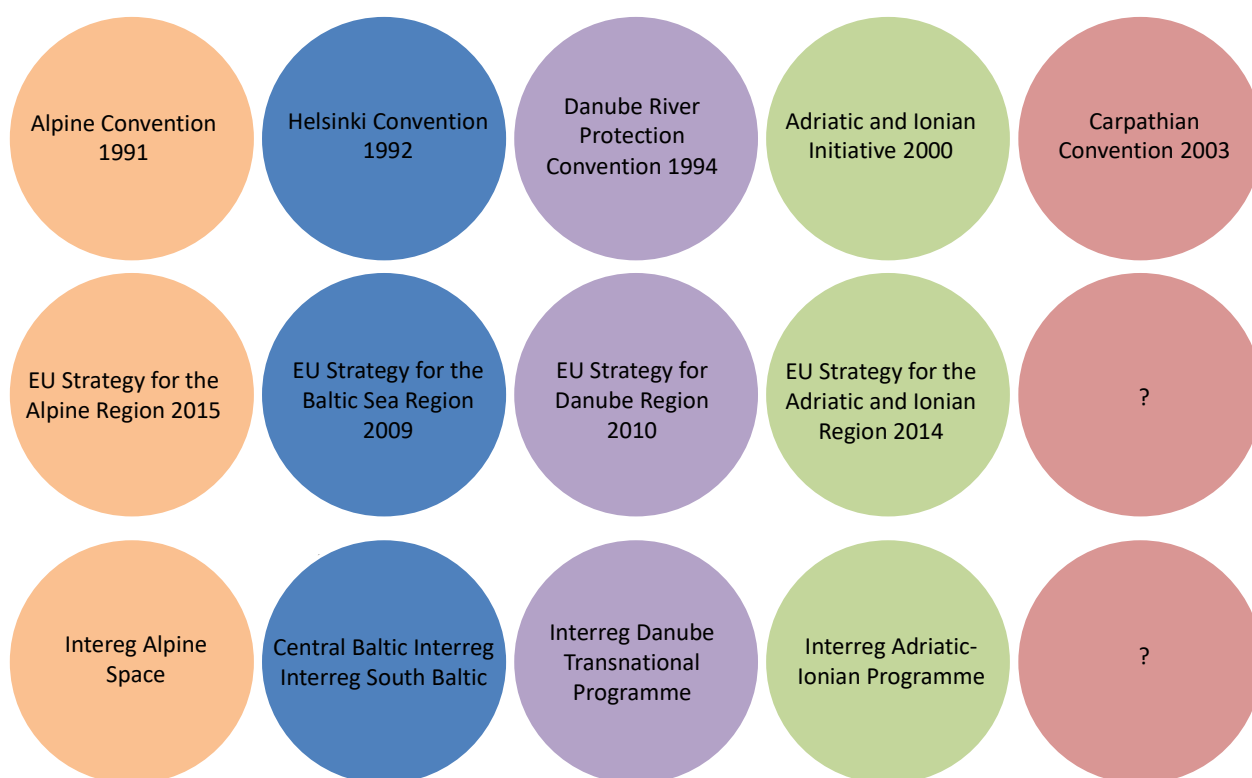 Alpine Convention
1991
Helsinki Convention
1992
Danube River
Protection
Convention 1994
Adriatic and Ionian
Initiative 2000
Carpathian
Convention 2003
EU Strategy for the
Alpine Region 2015
EU Strategy for the
Baltic Sea Region
2009
EU Strategy for
Danube Region
2010
EU Strategy for the
Adriatic and Ionian
Region 2014
?
Intereg Alpine
Space
Central Baltic Interreg
Interreg South Baltic
Interreg Danube
Transnational
Programme
Interreg Adriatic-
Ionian Programme
?